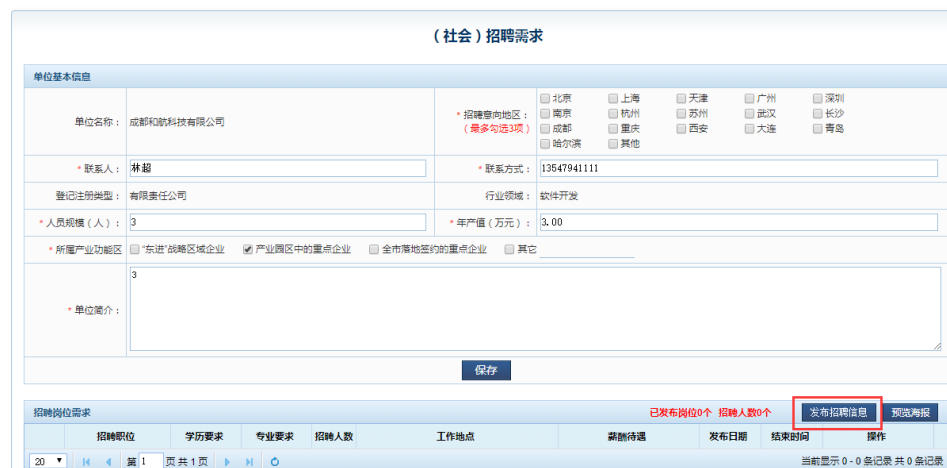 （社会）招聘需求
单位基本信息
单位名称： 成都和航科技有限公司
* 招聘意向地区：
（最多勾选3项）
北京 上海 天津 广州 深圳
南京 杭州 苏州 武汉 长沙
成都 重庆 西安 大连 青岛
哈尔滨 其他
* 联系人： 林超 * 联系方式： 13547941111
登记注册类型： 有限责任公司 行业领域： 软件开发
* 人员规模（人）： 3 * 年产值（万元）： 3.00
* 所属产业功能区 “东进”战略区域企业 产业园区中的重点企业 全市落地签约的重点企业 其它
* 单位简介： 3
保存
招聘岗位需求 已发布岗位0个 招聘人数0个 发布招聘信息 预览海报
招聘职位 学历要求 专业要求 招聘人数 工作地点 薪酬待遇 发布日期 结束时间 操作
20 第 1 页共1页 当前显示 0 - 0 条记录 共 0 条记录